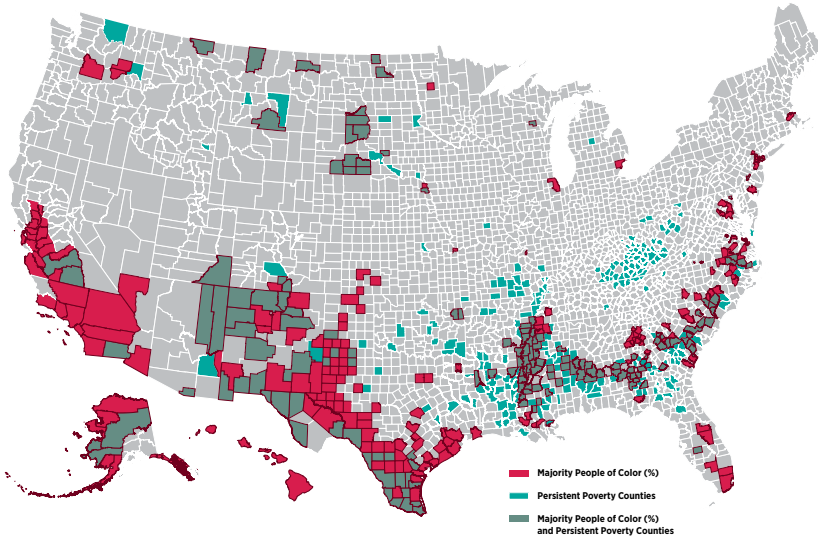 Majority People of Color (%)
Persistent Poverty Counties
Majority People of Color (%)
and Persistent Poverty Counties